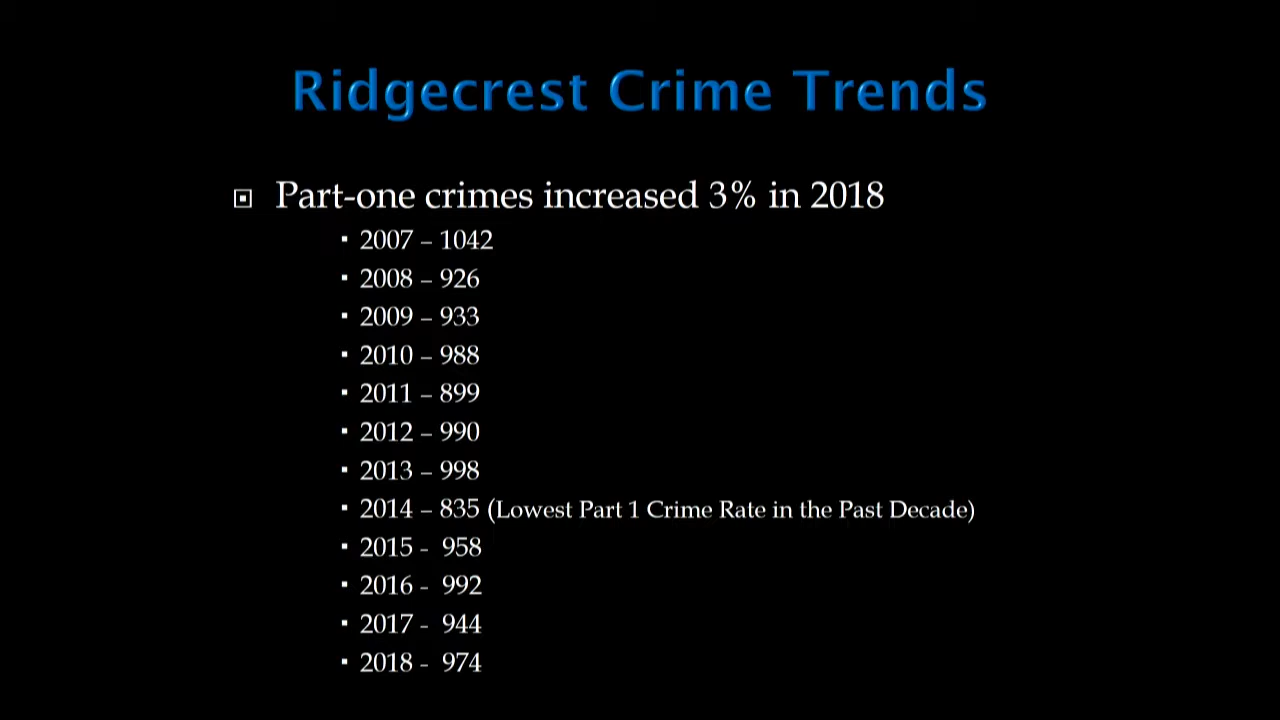 Ridgecrest Crime Trends
Part-one crimes increased 3% in 2018
2007 – 1042
2008 – 926
2009 – 933
2010 – 988
2011 – 899
2012 – 990
2013 – 998
2014 – 835 (Lowest Part 1 Crime Rate in the Past Decade)
2015 - 958
2016 - 992
2017 - 944
2018 - 974